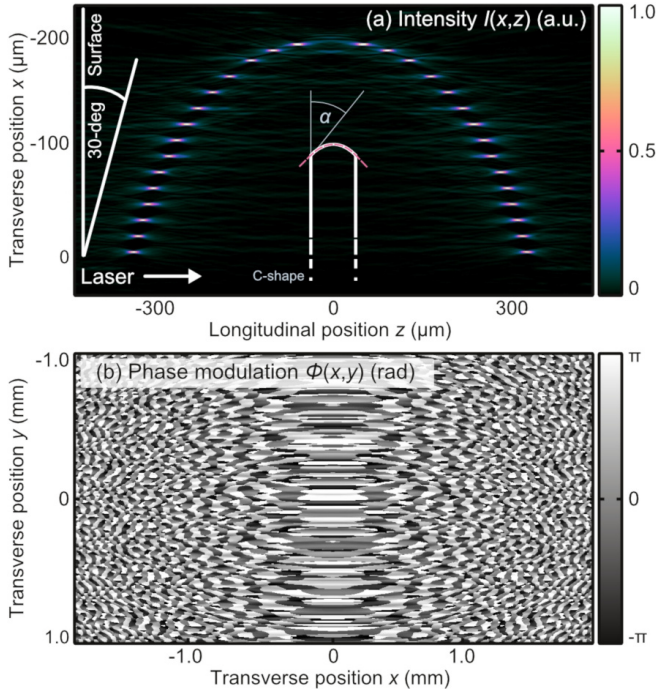 (a) Intensity I(x,z) (a.u.)
1.0
0.5
0
-200
-100
0
Transverse position x (µm)
Surface
30-deg
α
Laser
C-shape
-300
0
300
Longitudinal position z (µm)
(b) Phase modulation Φ(x,y) (rad)
π
0
-π
-1.0
0
1.0
Transverse position y (mm)
-1.0
0
1.0
Transverse position x (mm)